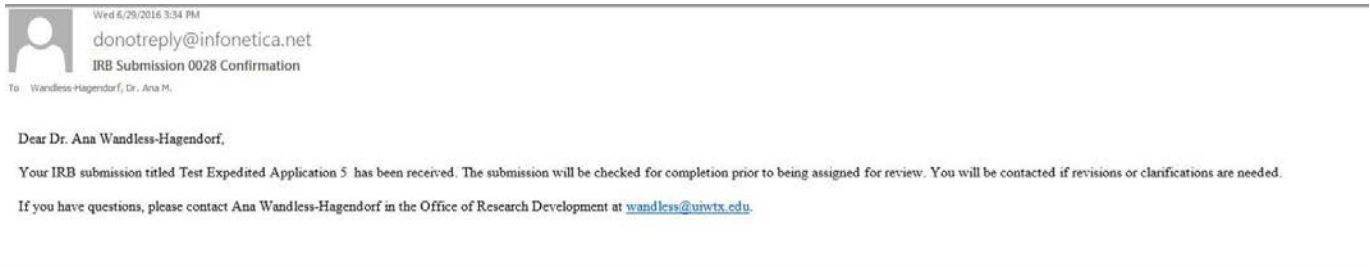 Wed 6/29/2016 3:34 PM
donotreply@infonetica.net
IRB Submission 0028 Confirmation
To Wandless-Hagendorf, Dr. Ana M.
Dear Dr. Ana Wandless-Hagendorf,
Your IRB submission titled Test Expedited Application 5 has been received. The submission will be checked for completion prior to being assigned for review. You will be contacted if revisions or clarifications are needed.
If you have questions, please contact Ana Wandless-Hagendorf in the Office of Research Development at wandless@uiwtx.edu.